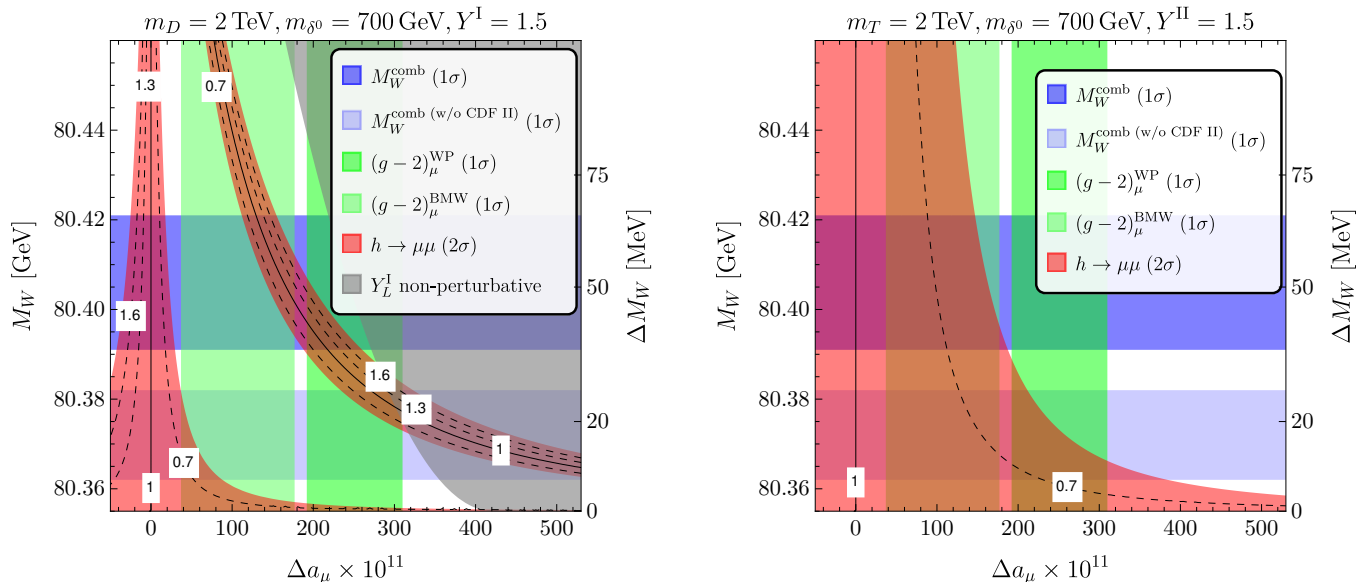 m_D = 2 TeV, m_{δ^0} = 700 GeV, Y^I = 1.5
M_W^{comb} (1σ)
M_W^{comb (w/o CDF II)} (1σ)
(g − 2)_μ^{WP} (1σ)
(g − 2)_μ^{BMW} (1σ)
h → μμ (2σ)
Y_L^I non-perturbative
1.3
0.7
1.6
1.6
1.3
0.7
1
1
80.44
80.42
80.40
80.38
80.36
M_W [GeV]
75
50
20
0
ΔM_W [MeV]
0 100 200 300 400 500
Δa_μ × 10^{11}
m_T = 2 TeV, m_{δ^0} = 700 GeV, Y^{II} = 1.5
M_W^{comb} (1σ)
M_W^{comb (w/o CDF II)} (1σ)
(g − 2)_μ^{WP} (1σ)
(g − 2)_μ^{BMW} (1σ)
h → μμ (2σ)
1
0.7
80.44
80.42
80.40
80.38
80.36
M_W [GeV]
75
50
20
0
ΔM_W [MeV]
0 100 200 300 400 500
Δa_μ × 10^{11}